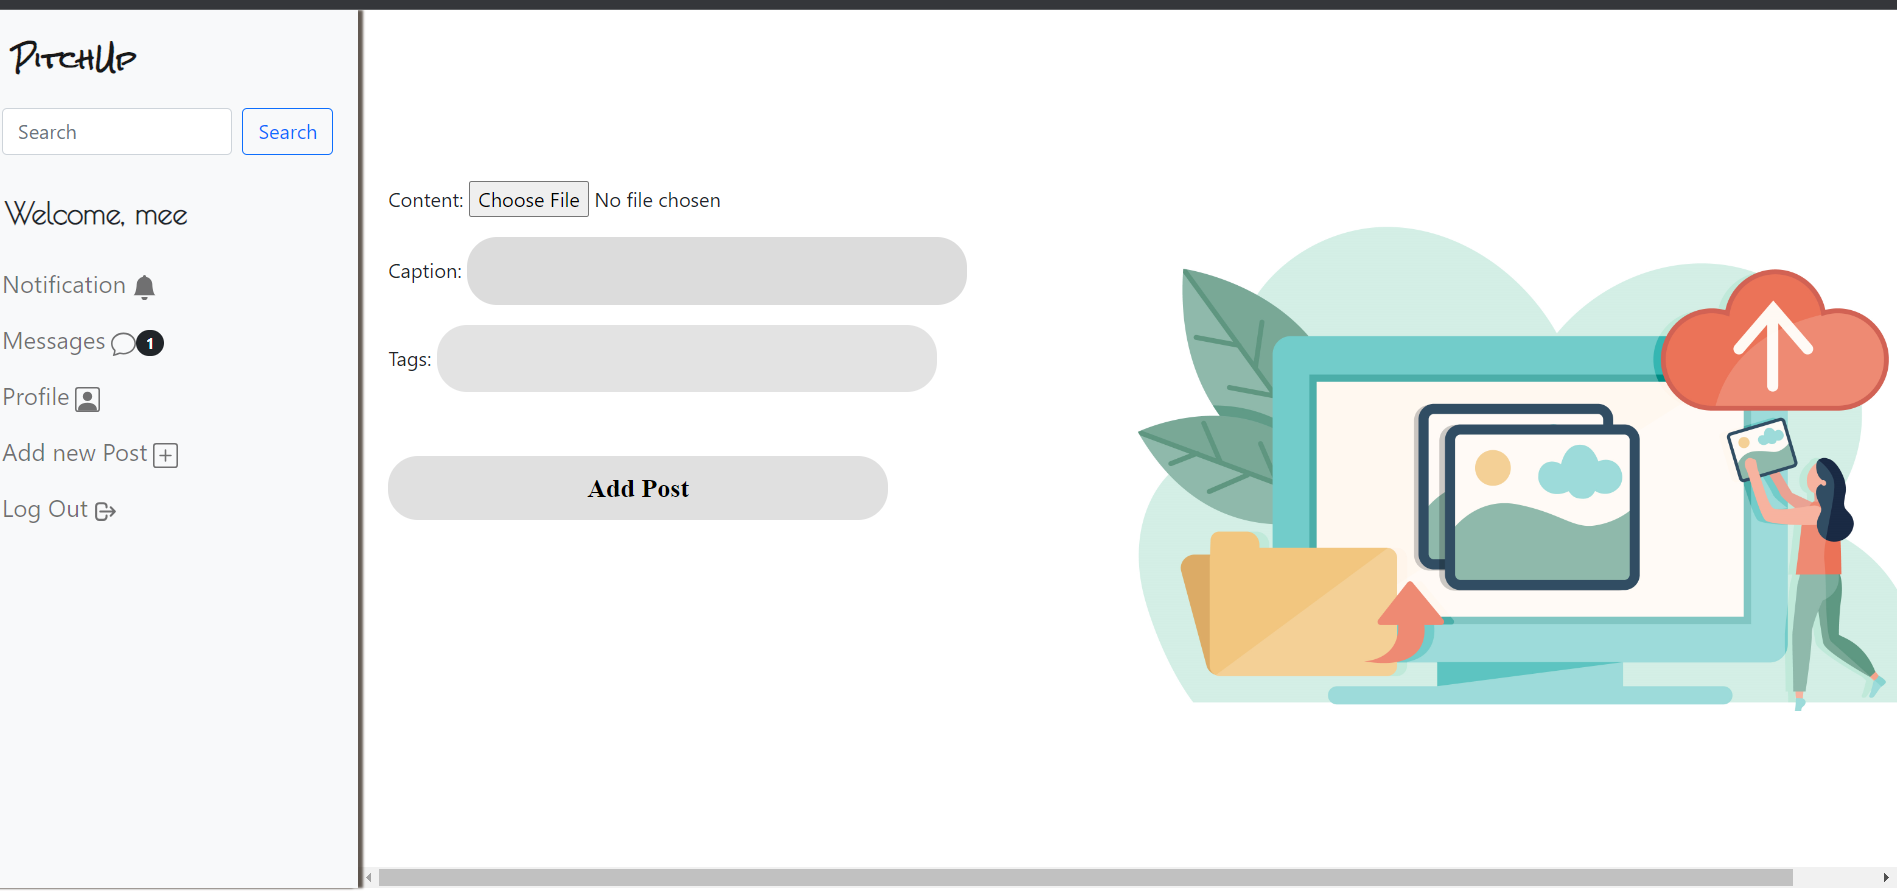 PitchUp
Search Search
Welcome, mee
Notification
Messages 1
Profile
Add new Post
Log Out
Content: Choose File No file chosen
Caption:
Tags:
Add Post